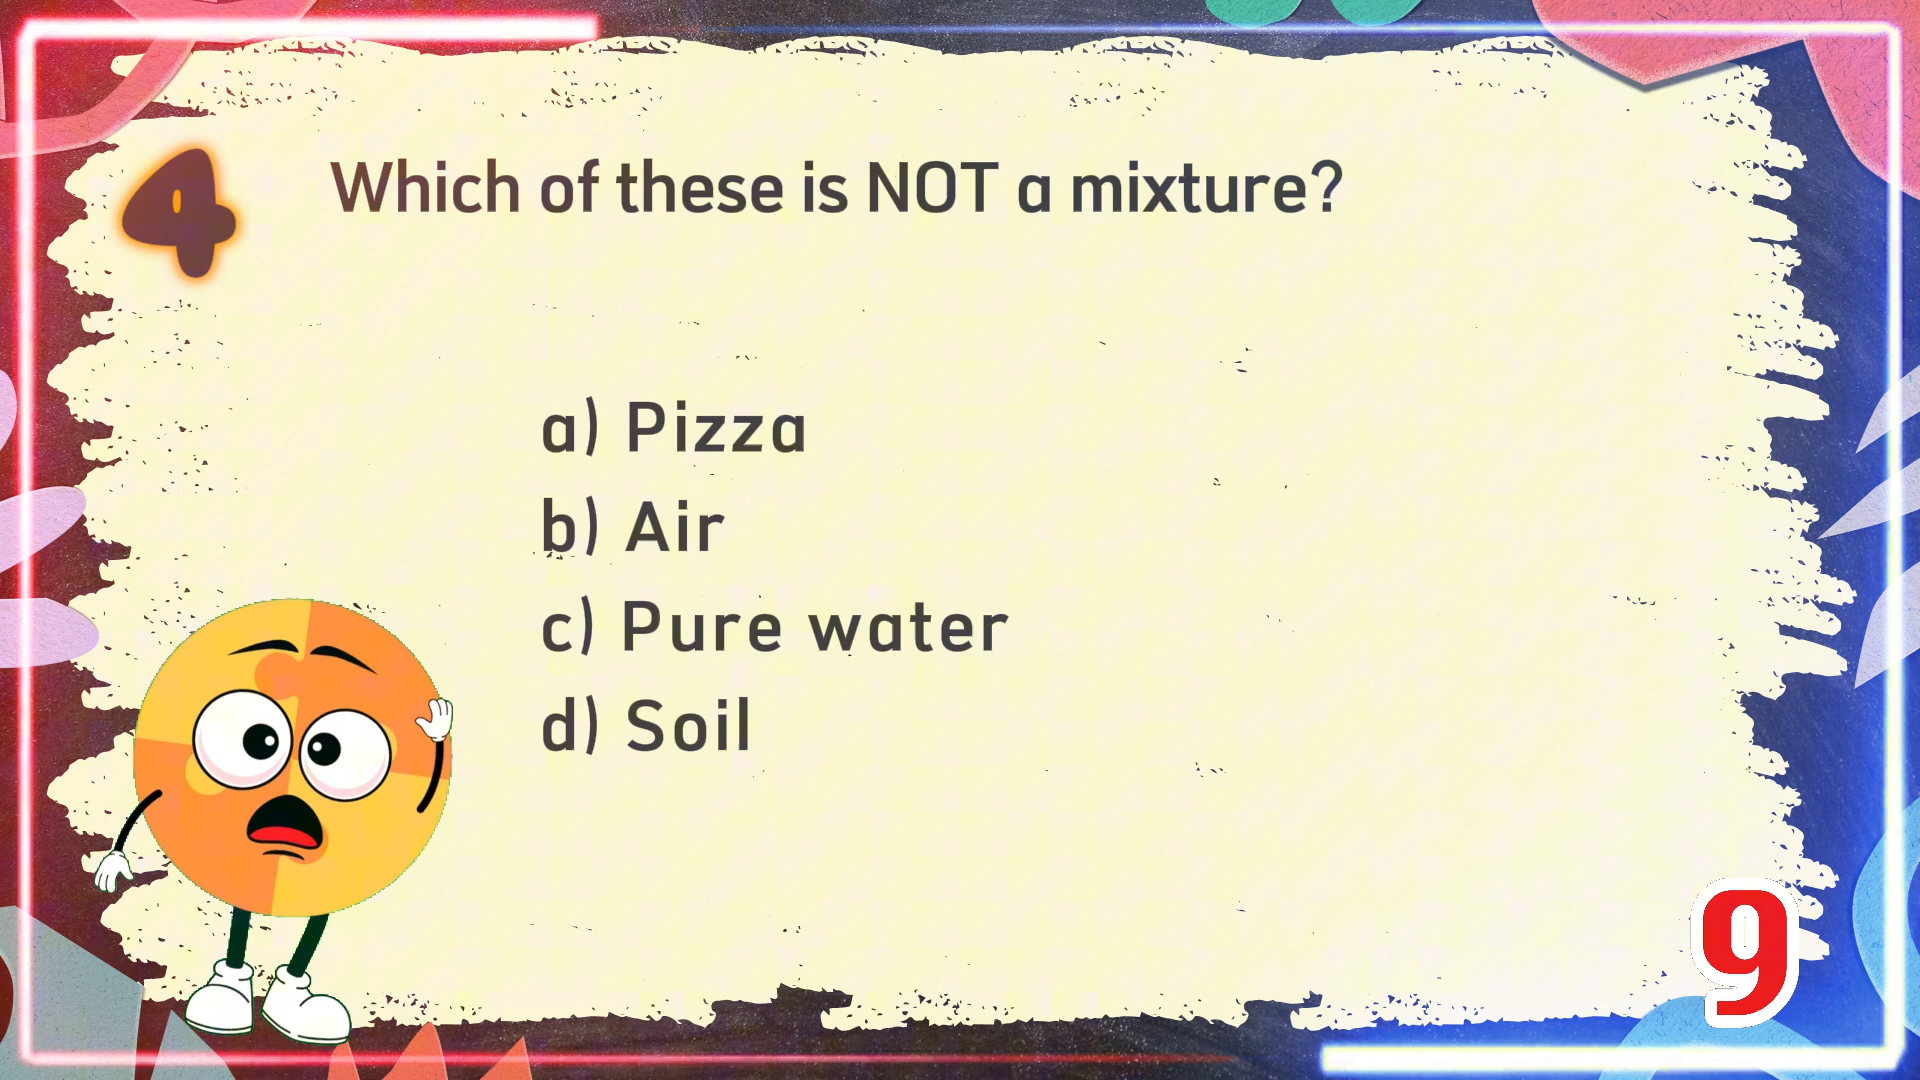 4
Which of these is NOT a mixture?
a) Pizza
b) Air
c) Pure water
d) Soil
9